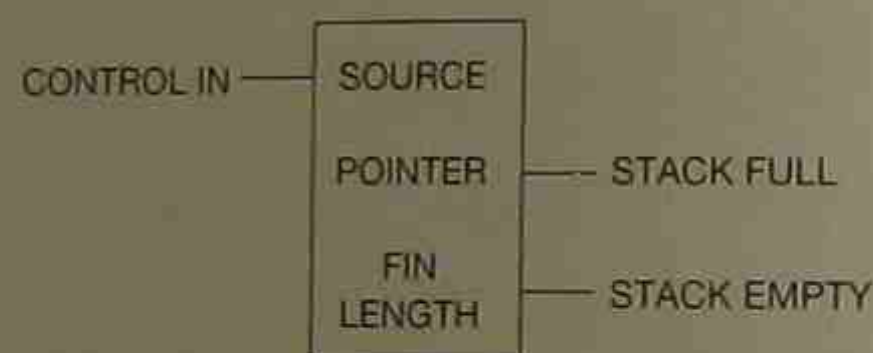 CONTROL IN
SOURCE
POINTER
STACK FULL
FIN
LENGTH
STACK EMPTY